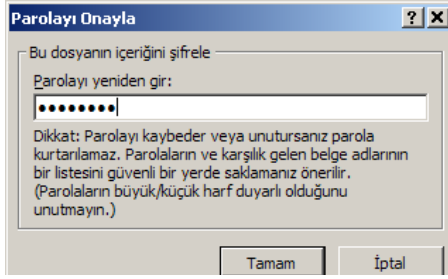 Parolayı Onayla
Bu dosyanın içeriğini şifrele
Parolayı yeniden gir:
••••••••
Dikkat: Parolayı kaybeder veya unutursanız parola
kurtarılamaz. Parolaların ve karşılık gelen belge adlarının
bir listesini güvenli bir yerde saklamanız önerilir.
(Parolaların büyük/küçük harf duyarlı olduğunu
unutmayın.)
Tamam İptal